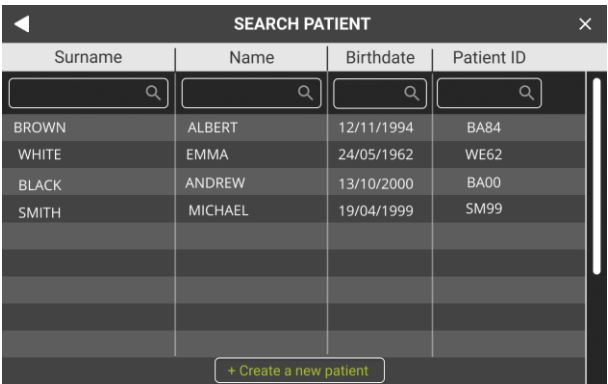 SEARCH PATIENT ×
Surname Name Birthdate Patient ID
BROWN ALBERT 12/11/1994 BA84
WHITE EMMA 24/05/1962 WE62
BLACK ANDREW 13/10/2000 BA00
SMITH MICHAEL 19/04/1999 SM99
+ Create a new patient